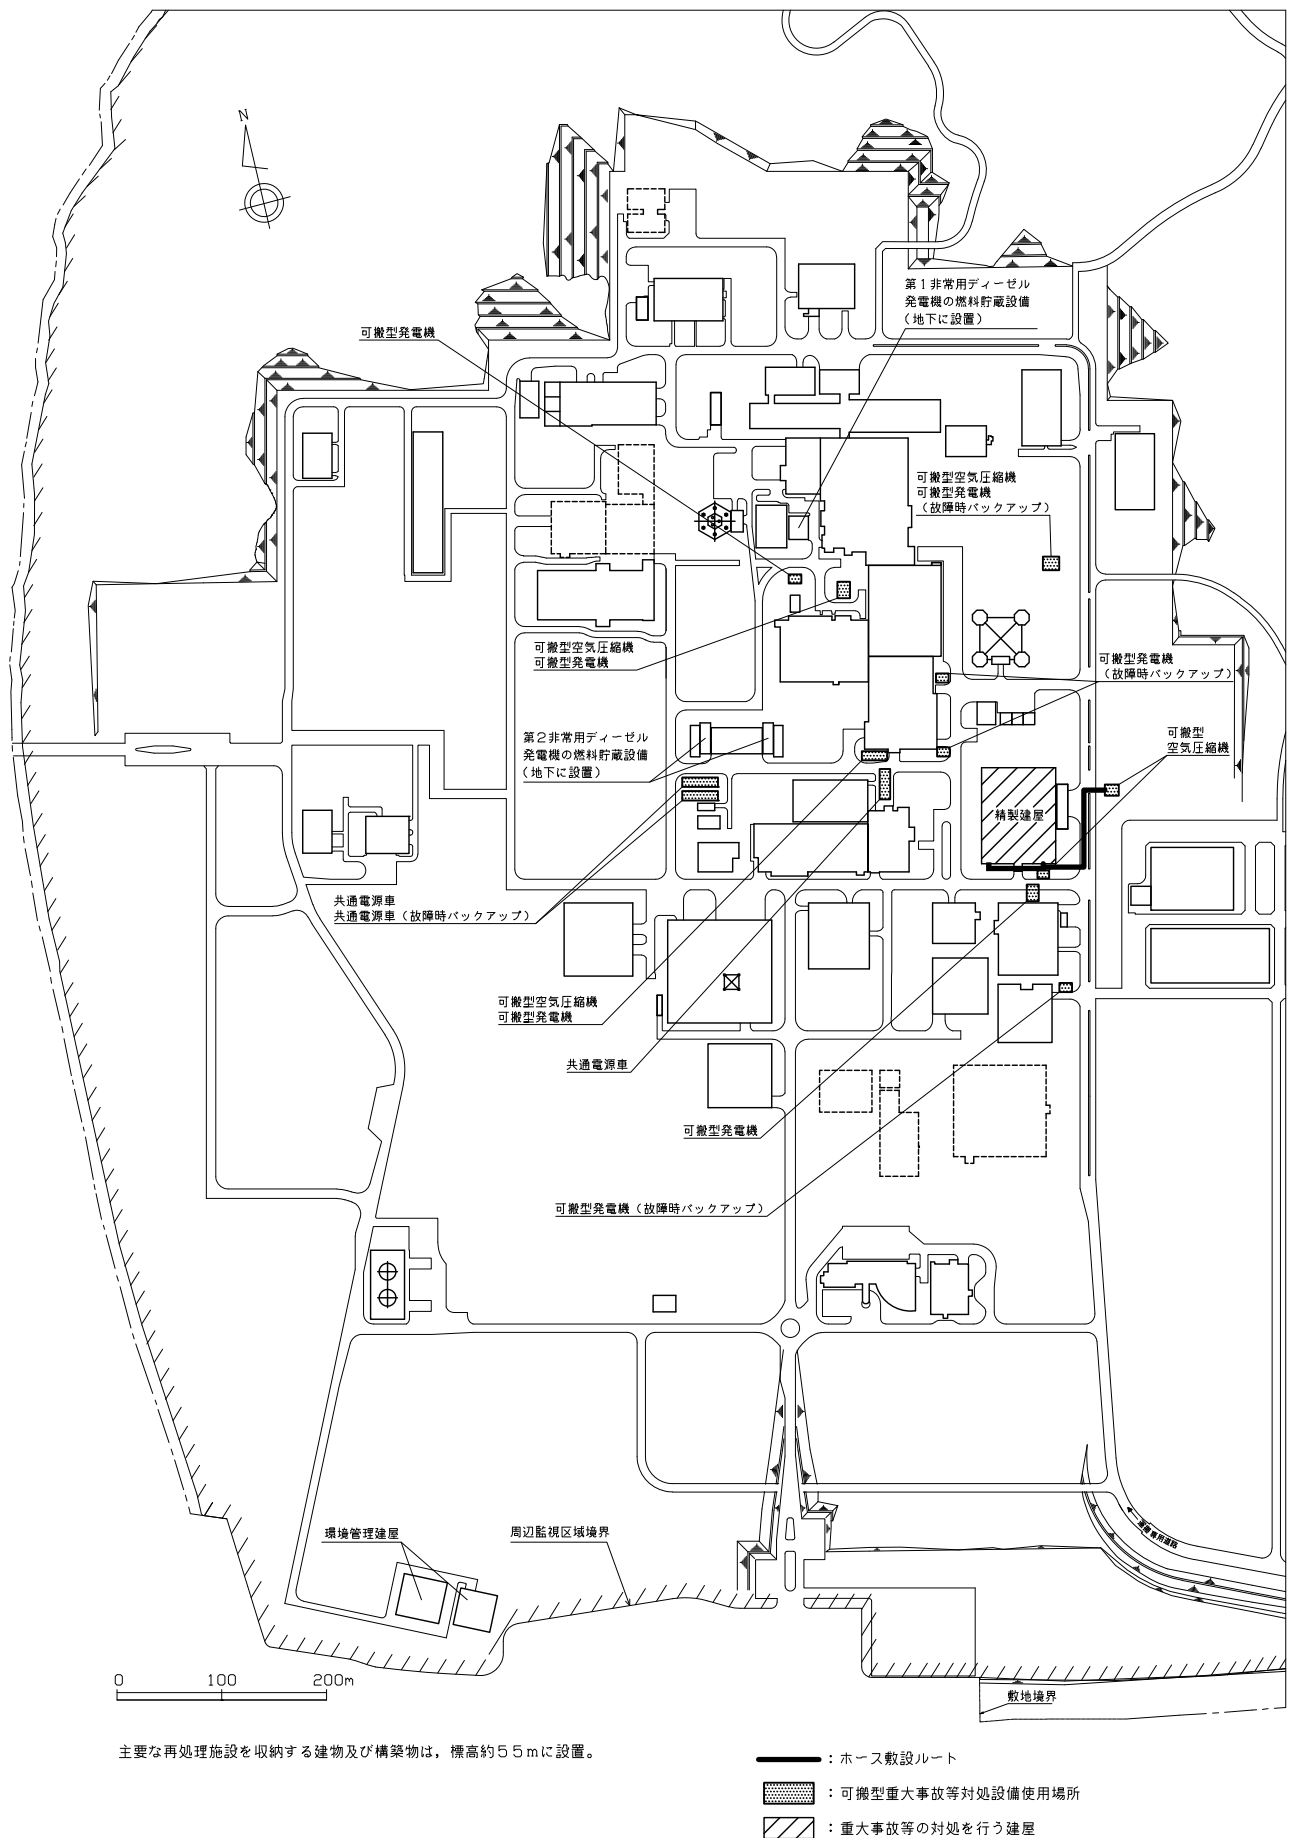 N
第1非常用ディーゼル
発電機の燃料貯蔵設備
(地下に設置)
可搬型発電機
可搬型空気圧縮機
可搬型発電機
(故障時バックアップ)
可搬型空気圧縮機
可搬型発電機
可搬型発電機
(故障時バックアップ)
可搬型
空気圧縮機
第2非常用ディーゼル
発電機の燃料貯蔵設備
(地下に設置)
精製建屋
共通電源車
共通電源車(故障時バックアップ)
可搬型空気圧縮機
可搬型発電機
共通電源車
可搬型発電機
可搬型発電機(故障時バックアップ)
運搬専用道路
環境管理建屋
周辺監視区域境界
0 100 200m
敷地境界
主要な再処理施設を収納する建物及び構築物は,標高約55mに設置。
:ホース敷設ルート
:可搬型重大事故等対処設備使用場所
:重大事故等の対処を行う建屋